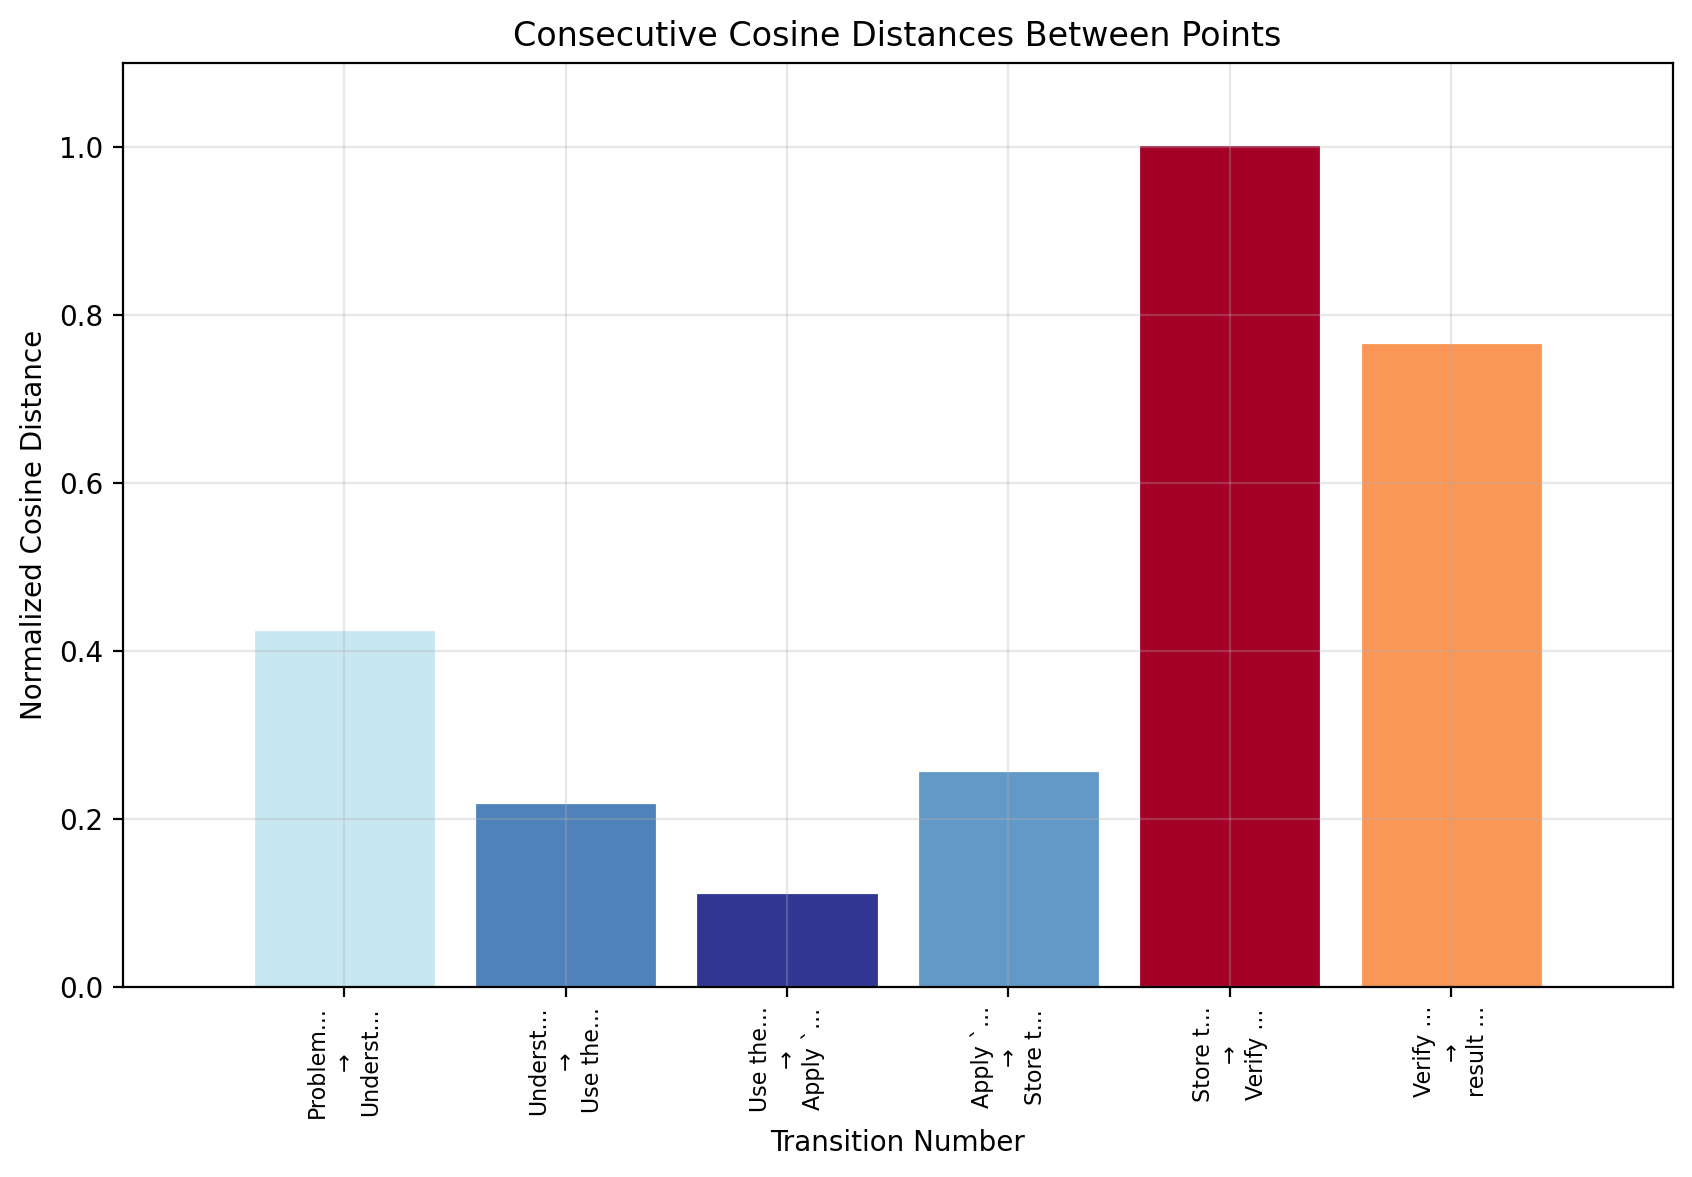 Consecutive Cosine Distances Between Points
Normalized Cosine Distance
1.0
0.8
0.6
0.4
0.2
0.0
Problem...
→
Underst...
Underst...
→
Use the...
Use the...
→
Apply ` ...
Apply ` ...
→
Store t...
Store t...
→
Verify ...
Verify ...
→
result ...
Transition Number